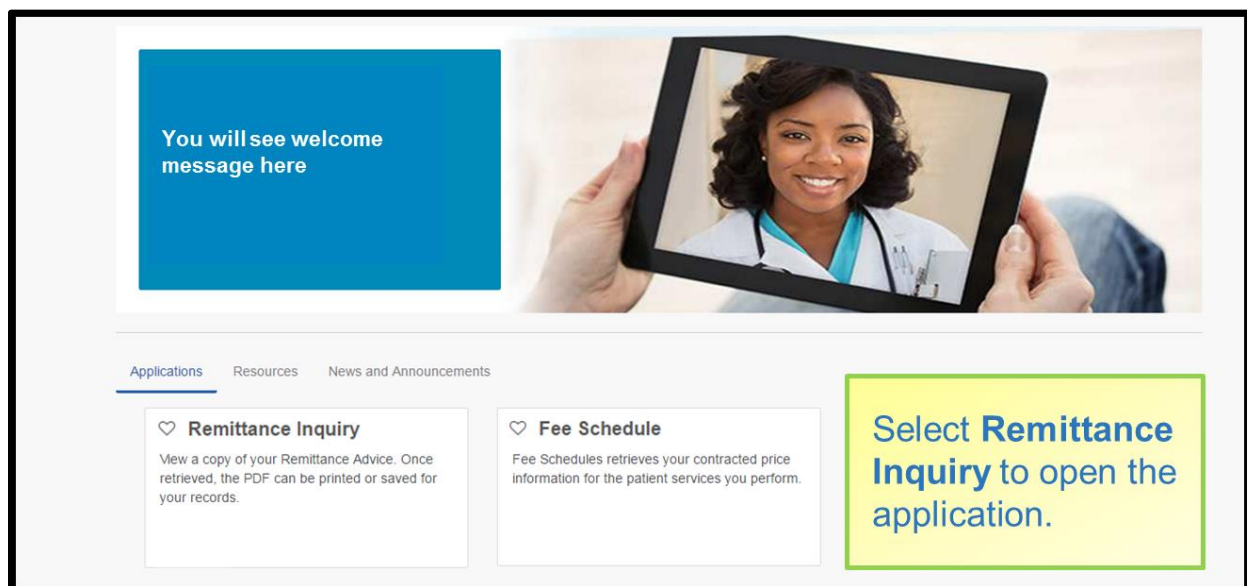 You will see welcome
message here
Applications Resources News and Announcements
Remittance Inquiry
View a copy of your Remittance Advice. Once
retrieved, the PDF can be printed or saved for
your records.
Fee Schedule
Fee Schedules retrieves your contracted price
information for the patient services you perform.
Select Remittance
Inquiry to open the
application.